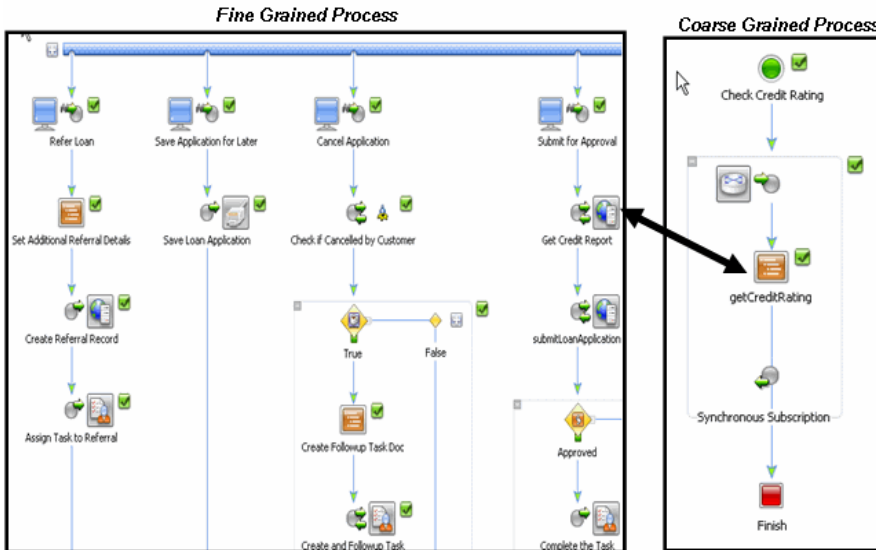 Fine Grained Process
Coarse Grained Process
Refer Loan
Save Application for Later
Cancel Application
Submit for Approval
Set Additional Referral Details
Save Loan Application
Check if Cancelled by Customer
Get Credit Report
Create Referral Record
True
False
submitLoanApplication
Assign Task to Referral
Create Followup Task Doc
Approved
Create and Followup Task
Complete the Task
Check Credit Rating
getCreditRating
Synchronous Subscription
Finish